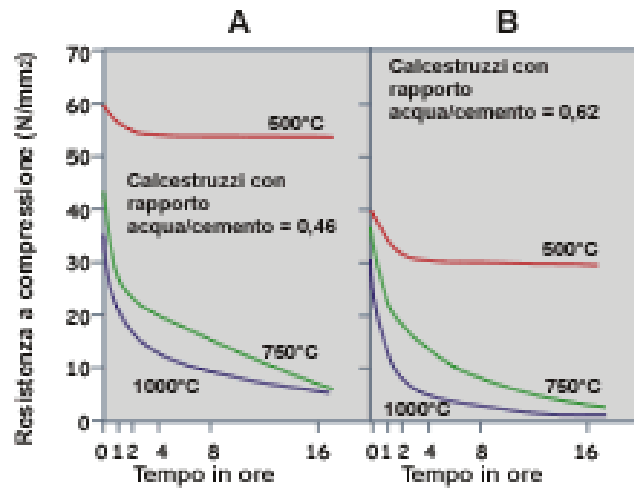 A
B
Resistenza a compressione (N/mm²)
70
60
50
40
30
20
10
0
500°C
Calcestruzzi con
rapporto
acqua/cemento = 0,46
750°C
1000°C
0 1 2 4 8 16
Tempo in ore
Calcestruzzi con
rapporto
acqua/cemento = 0,62
500°C
750°C
1000°C
0 1 2 4 8 16
Tempo in ore